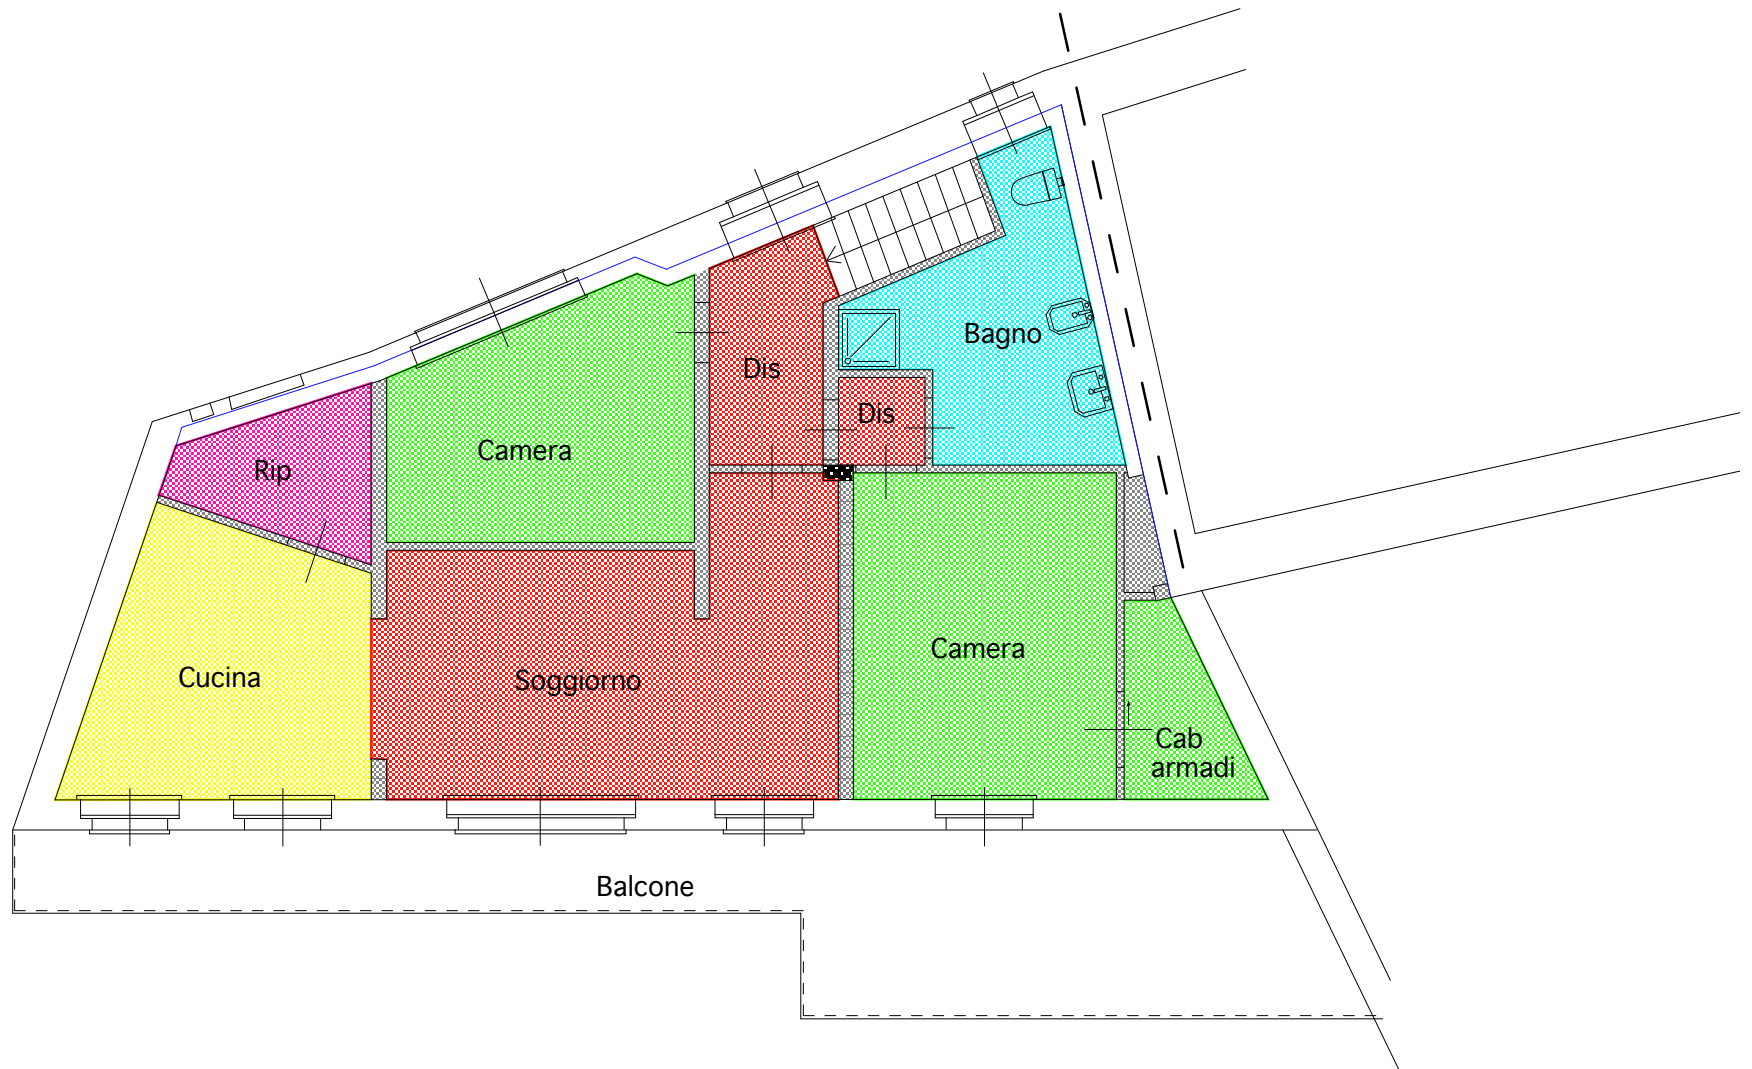 Bagno
Dis
Dis
Camera
Rip
Camera
Cucina
Soggiorno
Cab
armadi
Balcone